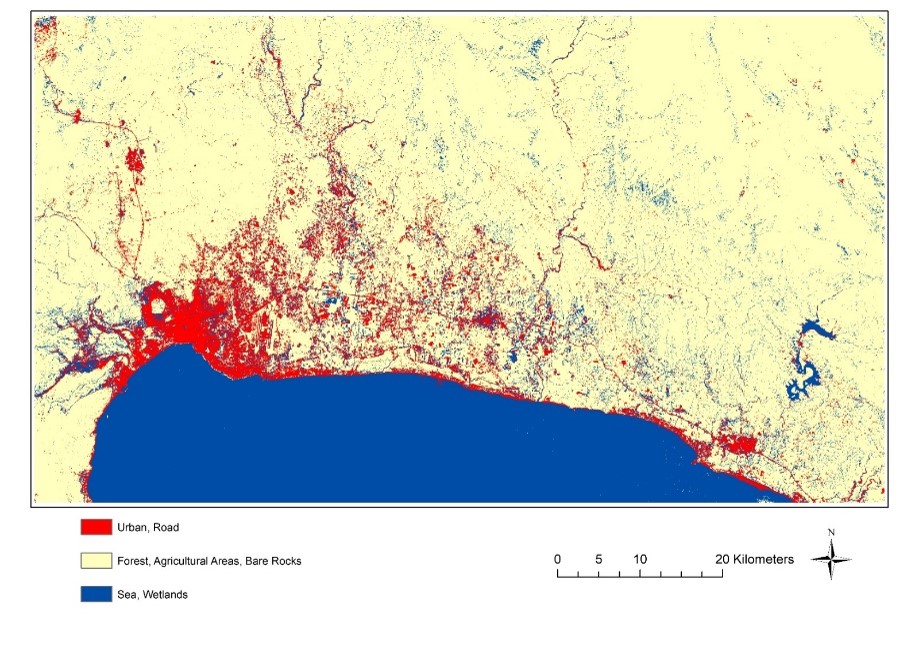 Urban, Road
Forest, Agricultural Areas, Bare Rocks
Sea, Wetlands
0 5 10 20 Kilometers
N